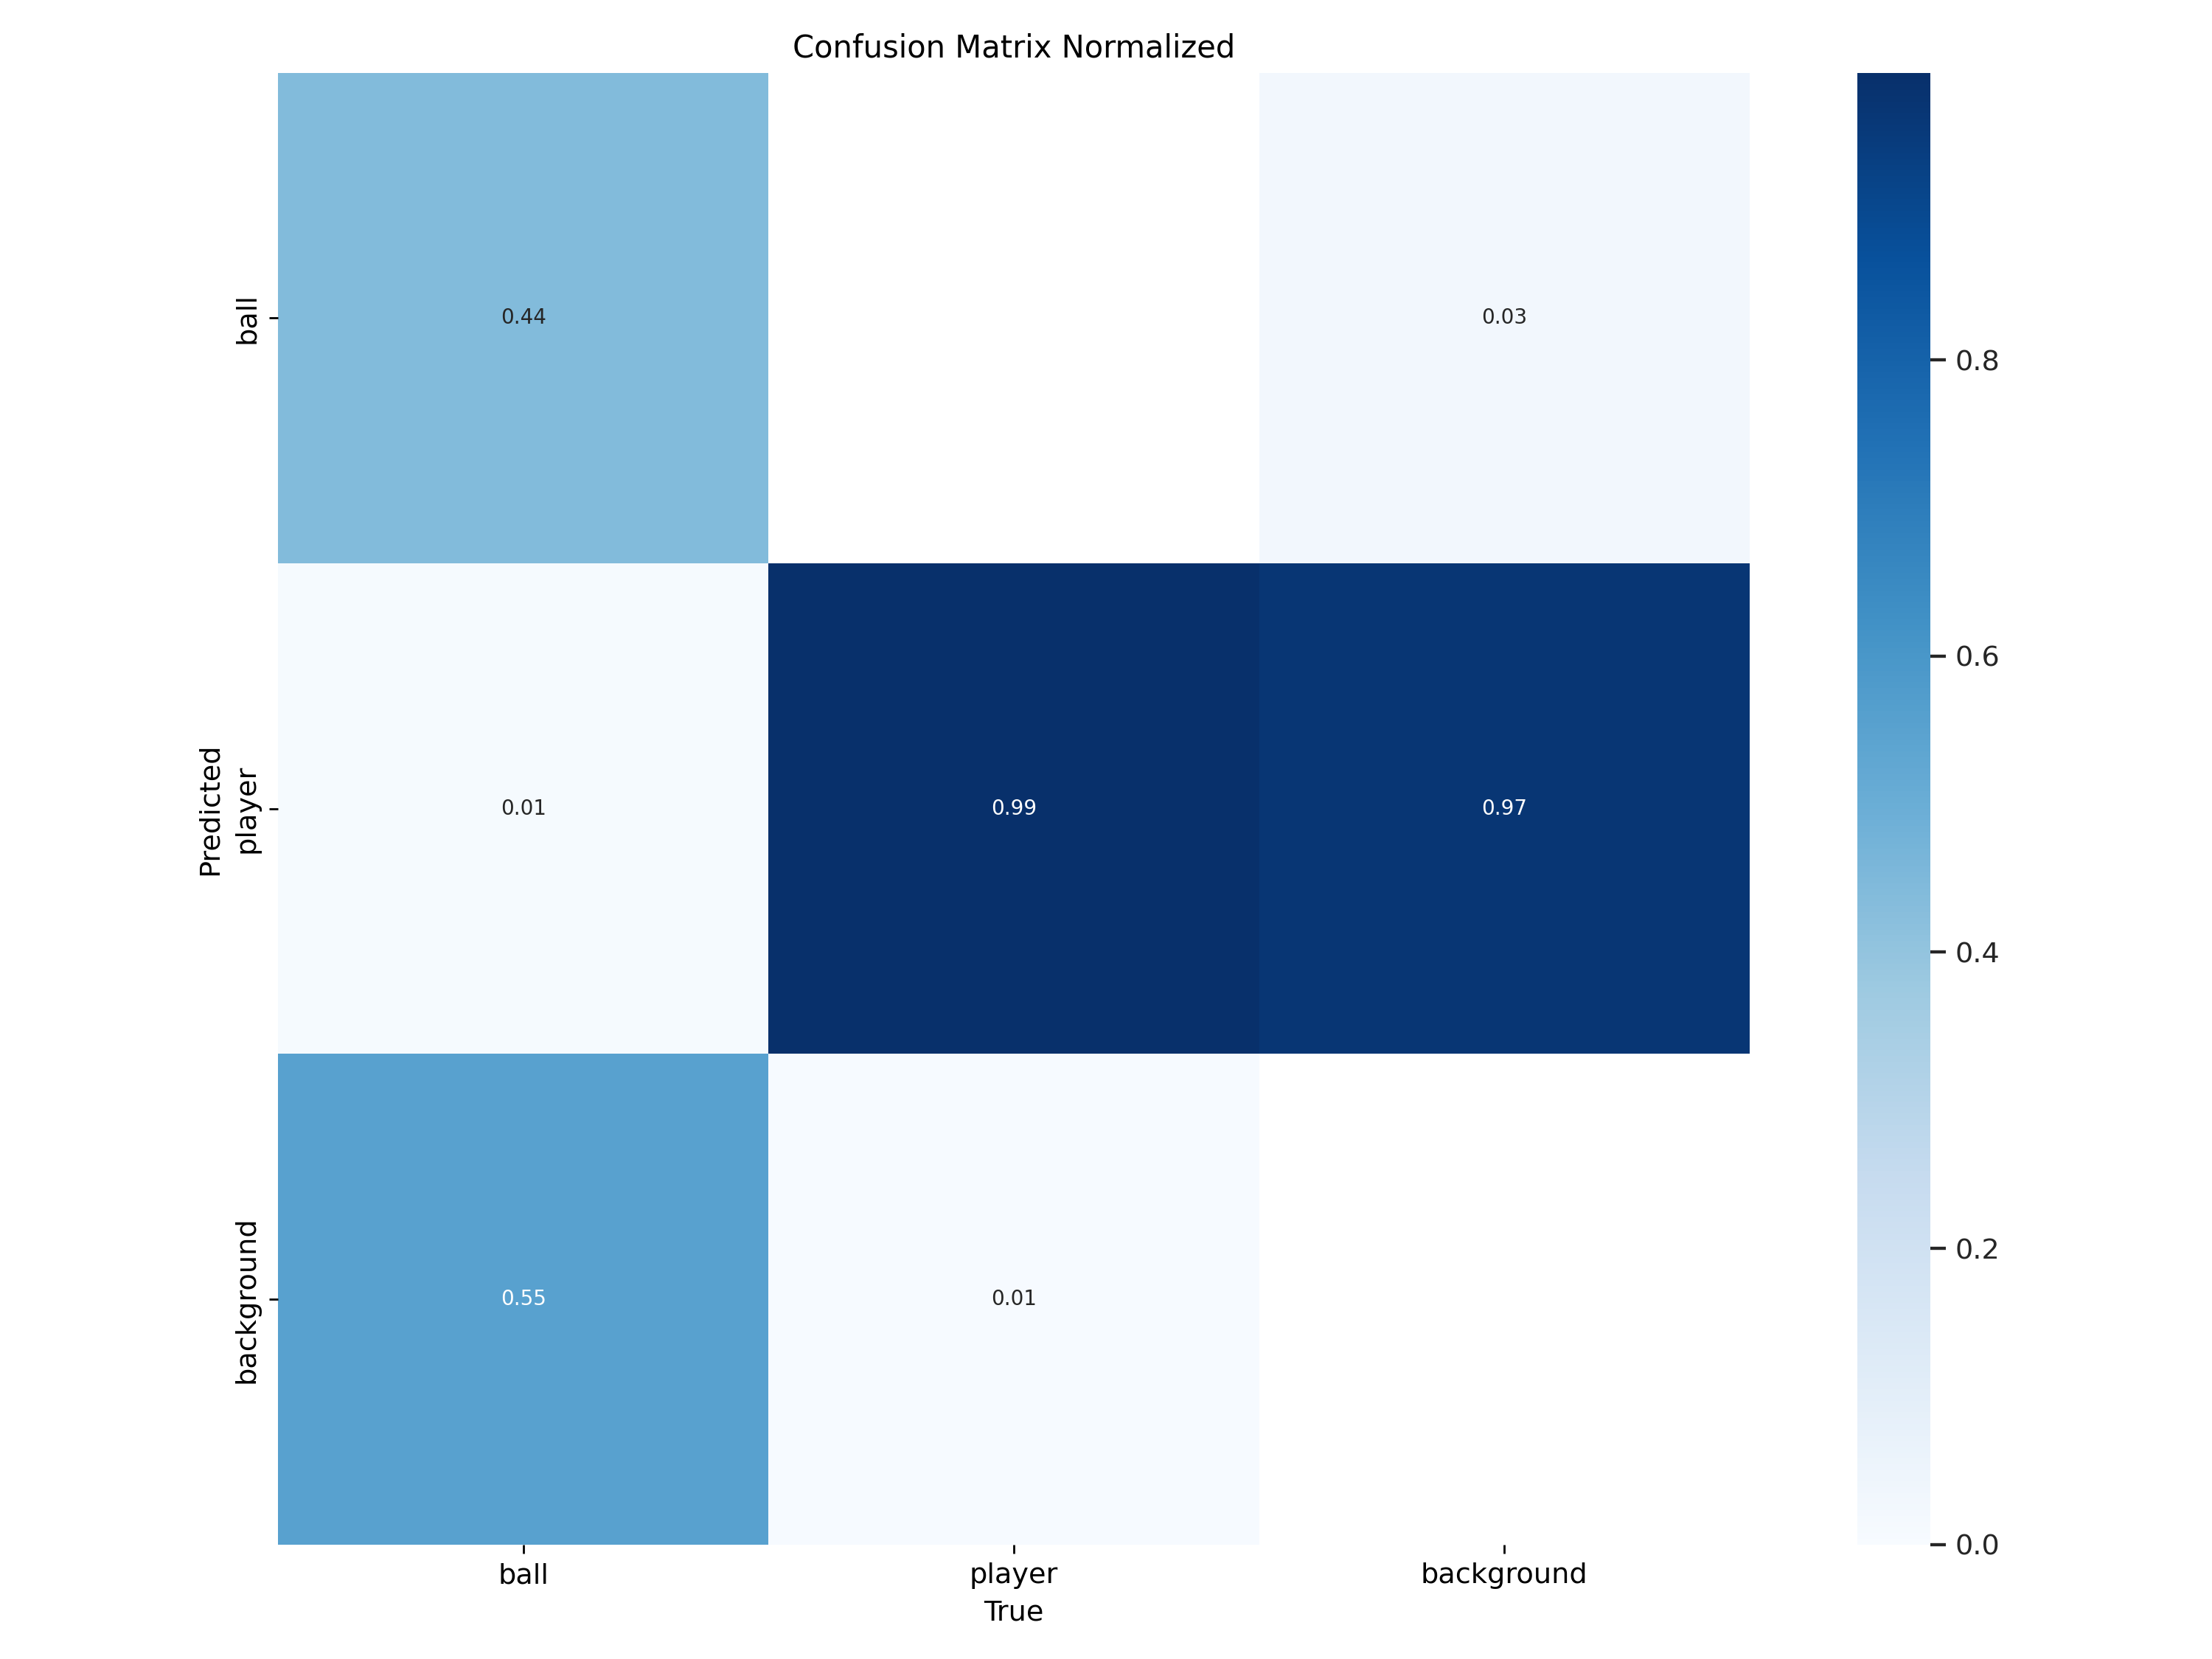 Confusion Matrix Normalized
ball
0.44
0.03
0.8
0.6
Predicted
player
0.01
0.99
0.97
0.4
background
0.55
0.01
0.2
0.0
ball
player
background
True